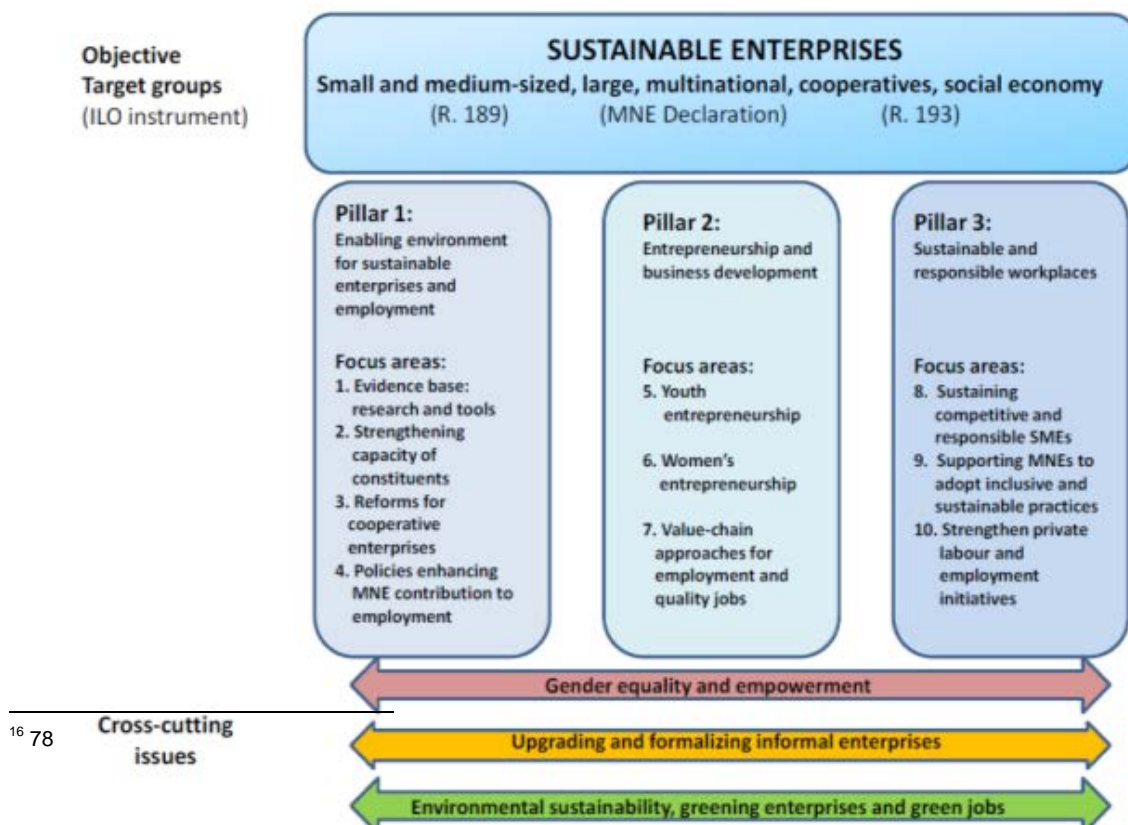 Objective
Target groups
(ILO instrument)
SUSTAINABLE ENTERPRISES
Small and medium-sized, large, multinational, cooperatives, social economy
(R. 189) (MNE Declaration) (R. 193)
Pillar 1:
Enabling environment
for sustainable
enterprises and
employment
Focus areas:
1. Evidence base:
research and tools
2. Strengthening
capacity of
constituents
3. Reforms for
cooperative
enterprises
4. Policies enhancing
MNE contribution to
employment
Pillar 2:
Entrepreneurship and
business development
Focus areas:
5. Youth
entrepreneurship
6. Women's
entrepreneurship
7. Value-chain
approaches for
employment and
quality jobs
Pillar 3:
Sustainable and
responsible workplaces
Focus areas:
8. Sustaining
competitive and
responsible SMEs
9. Supporting MNEs to
adopt inclusive and
sustainable practices
10. Strengthen private
labour and
employment
initiatives
Cross-cutting
issues
Gender equality and empowerment
Upgrading and formalizing informal enterprises
Environmental sustainability, greening enterprises and green jobs
16 78